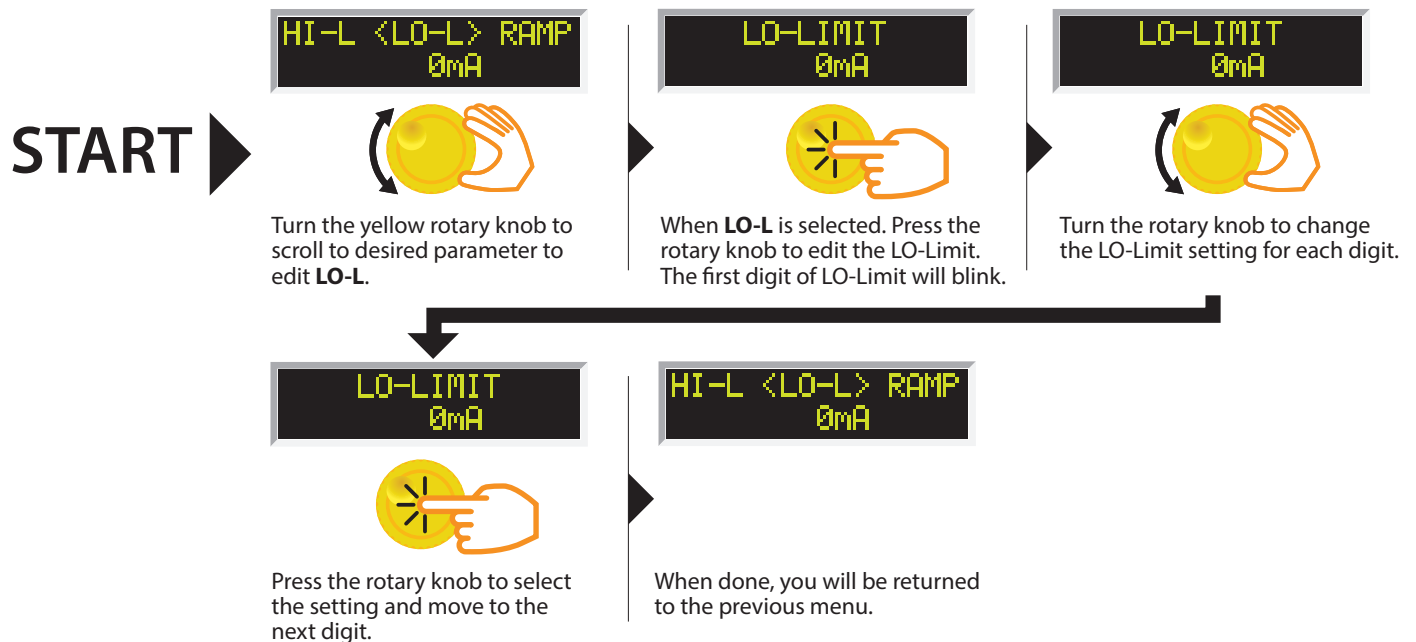 START
HI-L <LO-L> RAMP
0mA
Turn the yellow rotary knob to
scroll to desired parameter to
edit LO-L.
LO-LIMIT
0mA
When LO-L is selected. Press the
rotary knob to edit the LO-Limit.
The first digit of LO-Limit will blink.
LO-LIMIT
0mA
Turn the rotary knob to change
the LO-Limit setting for each digit.
LO-LIMIT
0mA
Press the rotary knob to select
the setting and move to the
next digit.
HI-L <LO-L> RAMP
0mA
When done, you will be returned
to the previous menu.